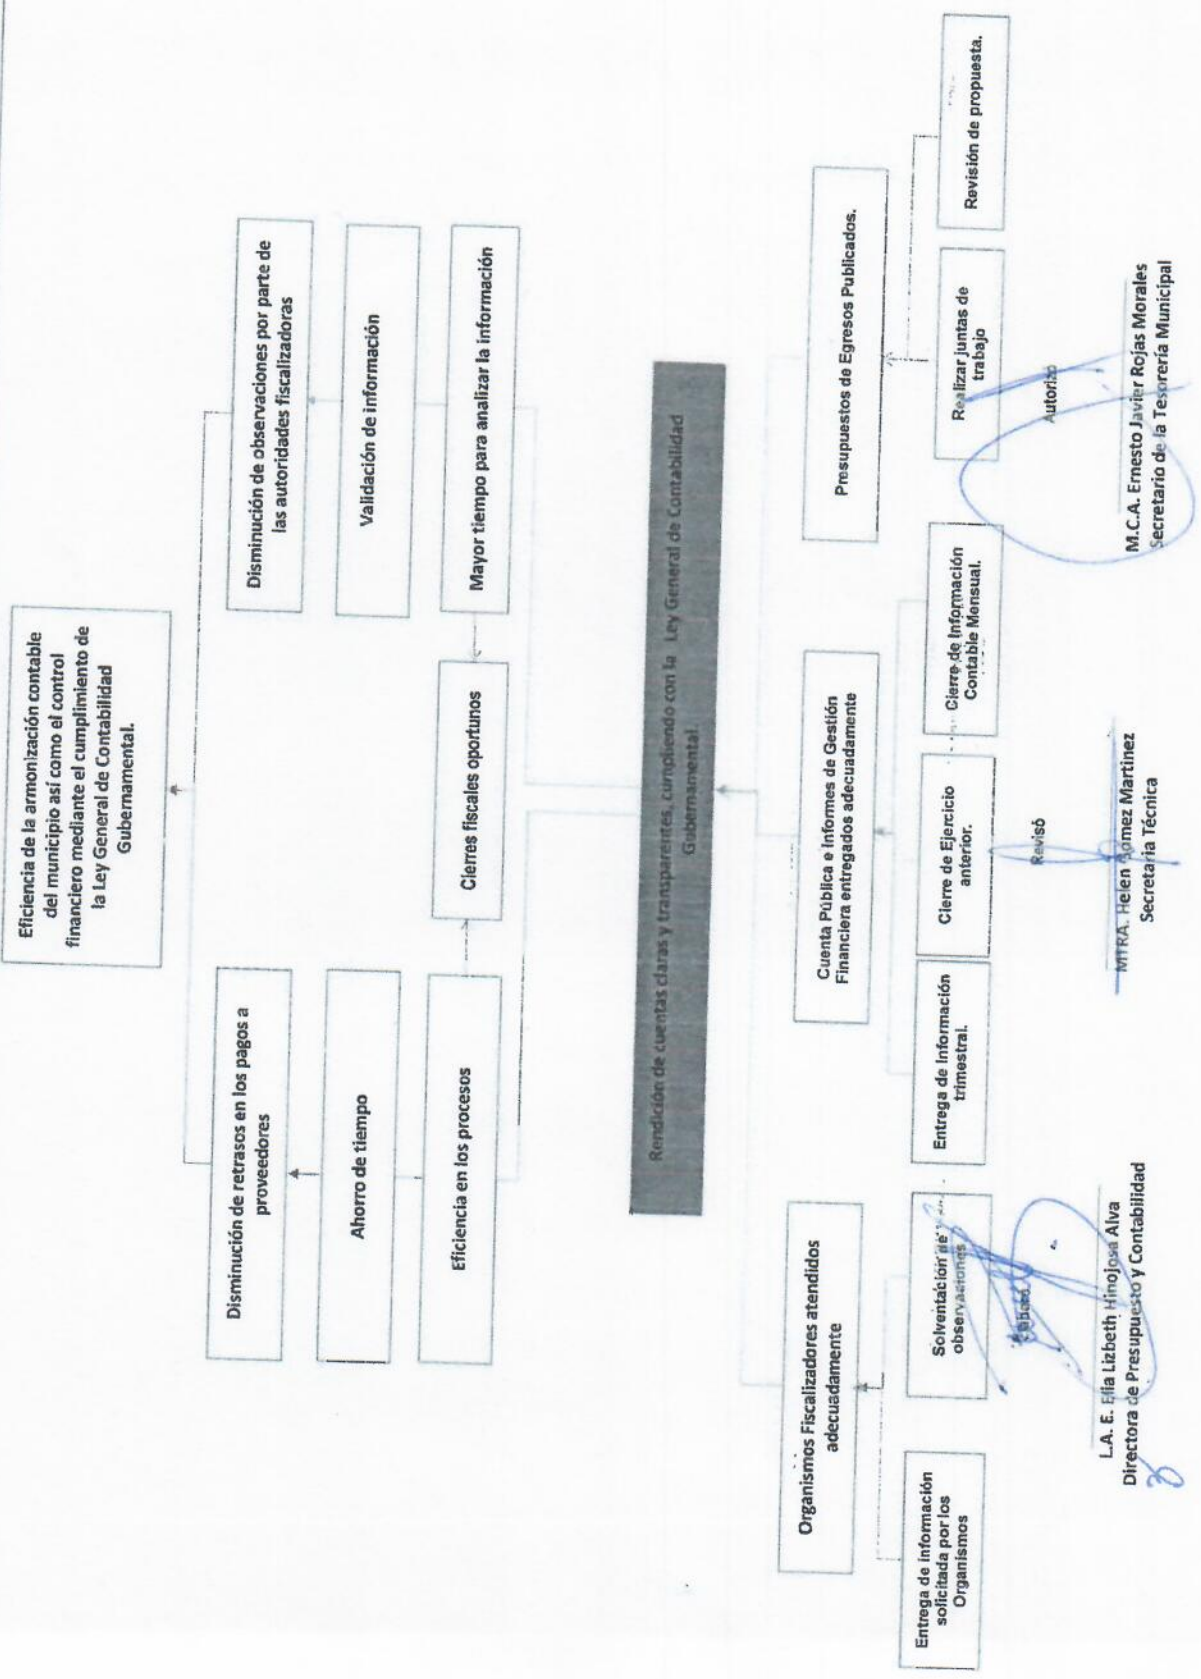 Eficiencia de la armonización contable
del municipio así como el control
financiero mediante el cumplimiento de
la Ley General de Contabilidad
Gubernamental.
Disminución de retrasos en los pagos a
proveedores
Disminución de observaciones por parte de
las autoridades fiscalizadoras
Ahorro de tiempo
Validación de información
Eficiencia en los procesos
Cierres fiscales oportunos
Mayor tiempo para analizar la información
Rendición de cuentas claras y transparentes, cumpliendo con la Ley General de Contabilidad
Gubernamental.
Organismos Fiscalizadores atendidos
adecuadamente
Cuenta Pública e Informes de Gestión
Financiera entregados adecuadamente
Presupuestos de Egresos Publicados.
Entrega de información
solicitada por los
Organismos
Solventación de
observaciones
Entrega de Información
trimestral.
Cierre de Ejercicio
anterior.
Cierre de Información
Contable Mensual.
Realizar juntas de
trabajo
Revisión de propuesta.
Revisó
Autorizo
L.A. E. Elia Lizbeth Hinojosa Alva
Directora de Presupuesto y Contabilidad
MTRA. Helen Gómez Martinez
Secretaria Técnica
M.C.A. Ernesto Javier Rojas Morales
Secretario de la Tesorería Municipal